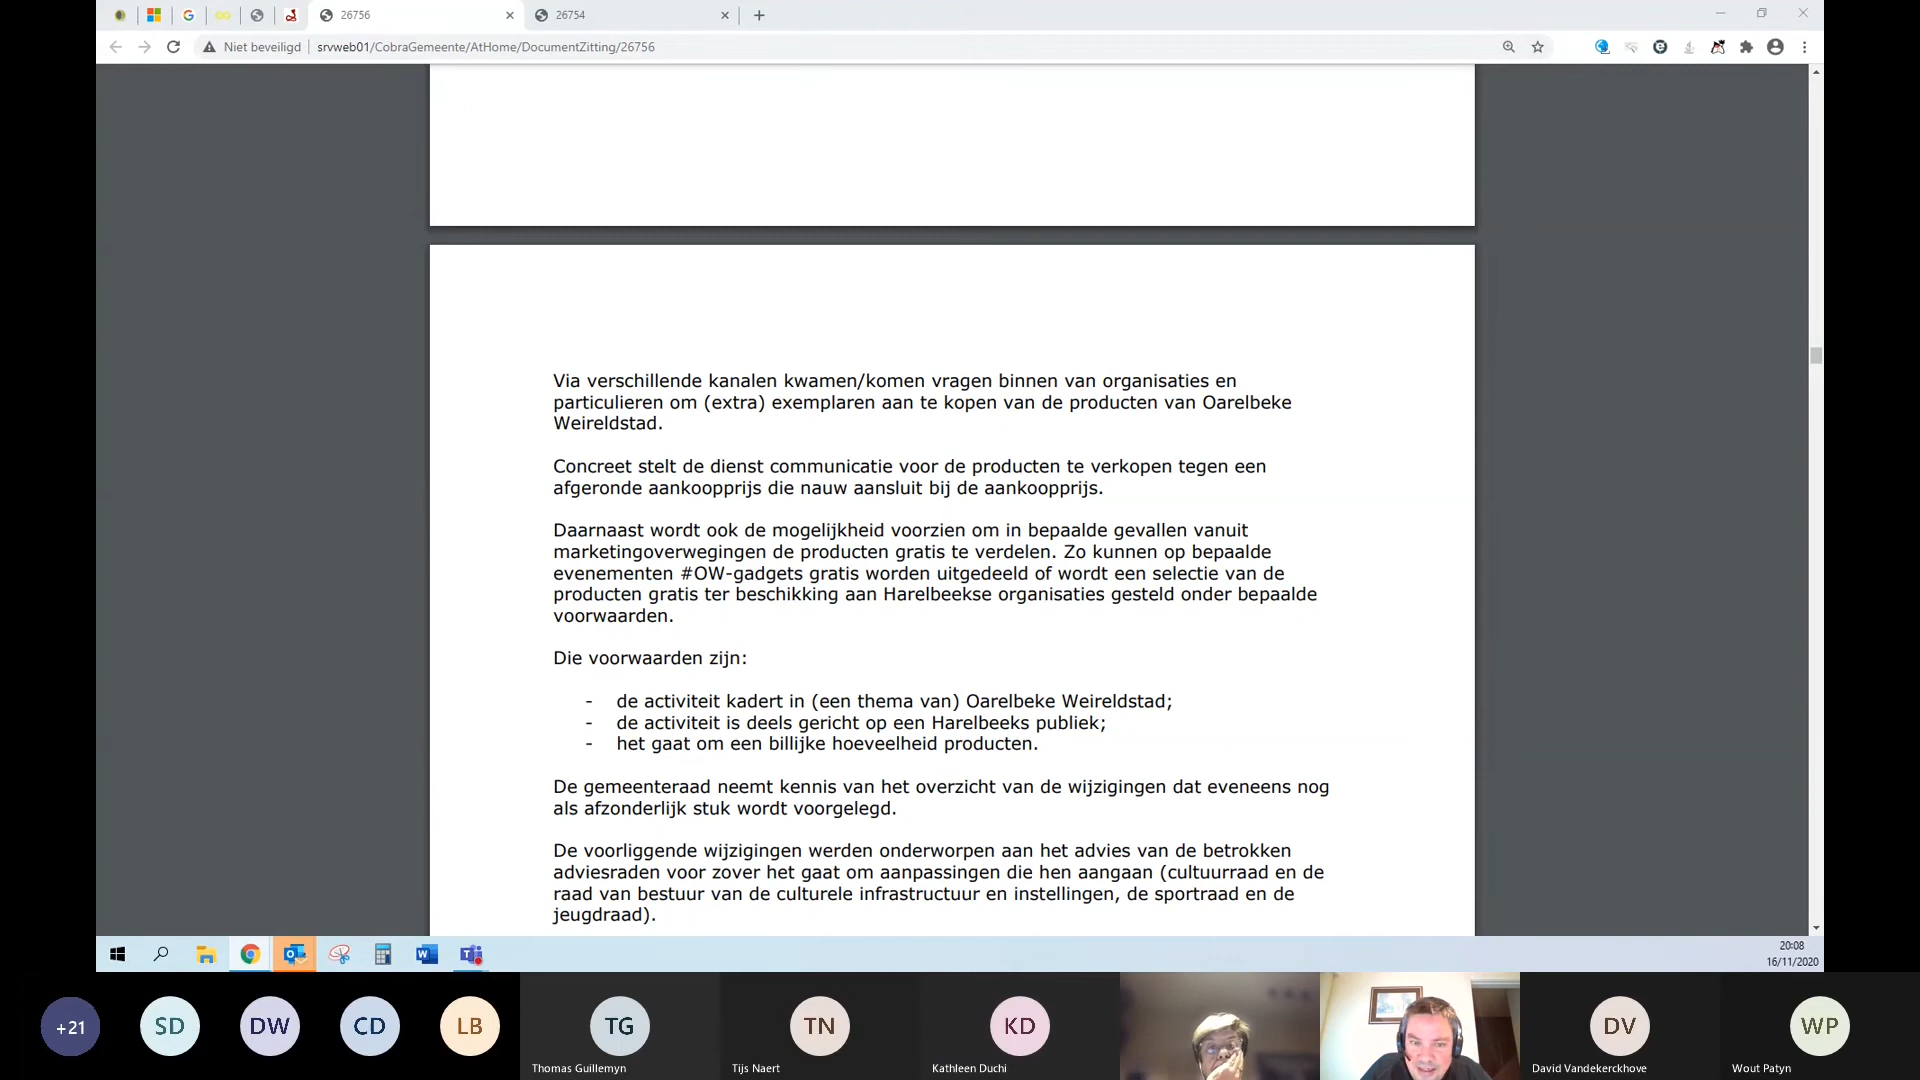 26756
26754
Niet beveiligd
srvweb01/CobraGemeente/AtHome/DocumentZitting/26756
Via verschillende kanalen kwamen/komen vragen binnen van organisaties en
particulieren om (extra) exemplaren aan te kopen van de producten van Oarelbeke
Weireldstad.
Concreet stelt de dienst communicatie voor de producten te verkopen tegen een
afgeronde aankoopprijs die nauw aansluit bij de aankoopprijs.
Daarnaast wordt ook de mogelijkheid voorzien om in bepaalde gevallen vanuit
marketingoverwegingen de producten gratis te verdelen. Zo kunnen op bepaalde
evenementen #OW-gadgets gratis worden uitgedeeld of wordt een selectie van de
producten gratis ter beschikking aan Harelbeekse organisaties gesteld onder bepaalde
voorwaarden.
Die voorwaarden zijn:
- de activiteit kadert in (een thema van) Oarelbeke Weireldstad;
- de activiteit is deels gericht op een Harelbeeks publiek;
- het gaat om een billijke hoeveelheid producten.
De gemeenteraad neemt kennis van het overzicht van de wijzigingen dat eveneens nog
als afzonderlijk stuk wordt voorgelegd.
De voorliggende wijzigingen werden onderworpen aan het advies van de betrokken
adviesraden voor zover het gaat om aanpassingen die hen aangaan (cultuurraad en de
raad van bestuur van de culturele infrastructuur en instellingen, de sportraad en de
jeugdraad).
20:08
16/11/2020
+21
SD
DW
CD
LB
TG
TN
KD
DV
WP
Thomas Guillemyn
Tijs Naert
Kathleen Duchi
David Vandekerckhove
Wout Patyn